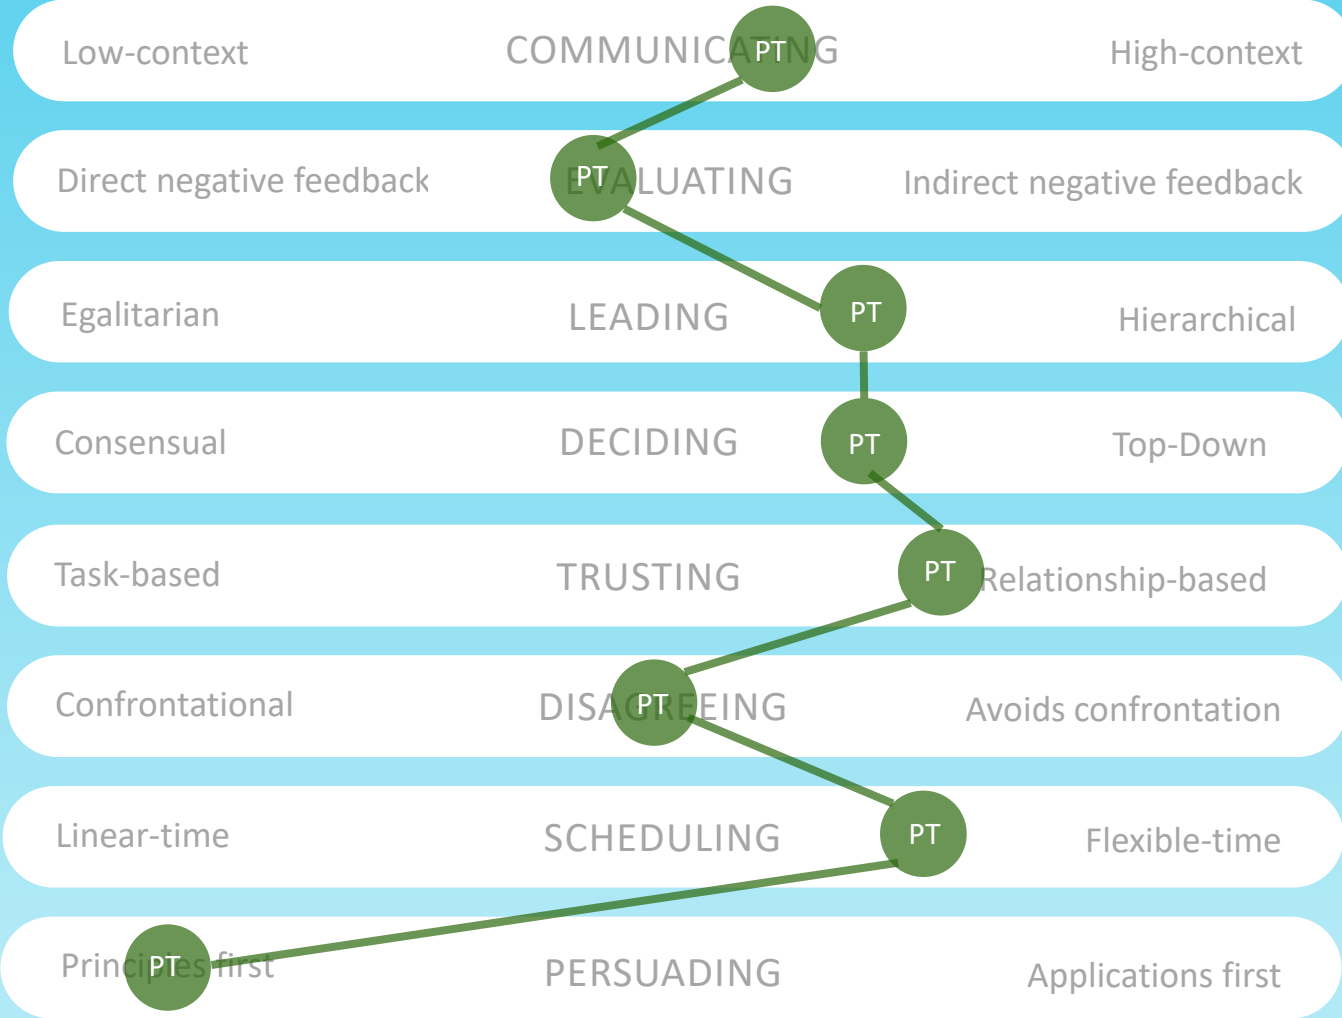 Low-context COMMUNICATING PT High-context
Direct negative feedback PT EVALUATING Indirect negative feedback
Egalitarian LEADING PT Hierarchical
Consensual DECIDING PT Top-Down
Task-based TRUSTING PT Relationship-based
Confrontational DISAGREEING PT Avoids confrontation
Linear-time SCHEDULING PT Flexible-time
Principles first PT PERSUADING Applications first